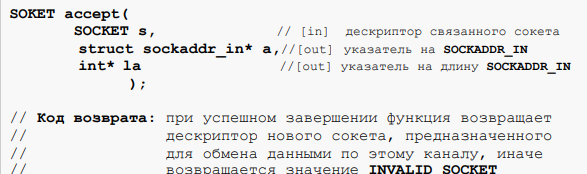 SOKET accept(
SOCKET s, // [in] дескриптор связанного сокета
struct sockaddr_in* a,//[out] указатель на SOCKADDR_IN
int* la //[out] указатель на длину SOCKADDR_IN
);
// Код возврата: при успешном завершении функция возвращает
// дескриптор нового сокета, предназначенного
// для обмена данными по этому каналу, иначе
// возвращается значение INVALID_SOCKET